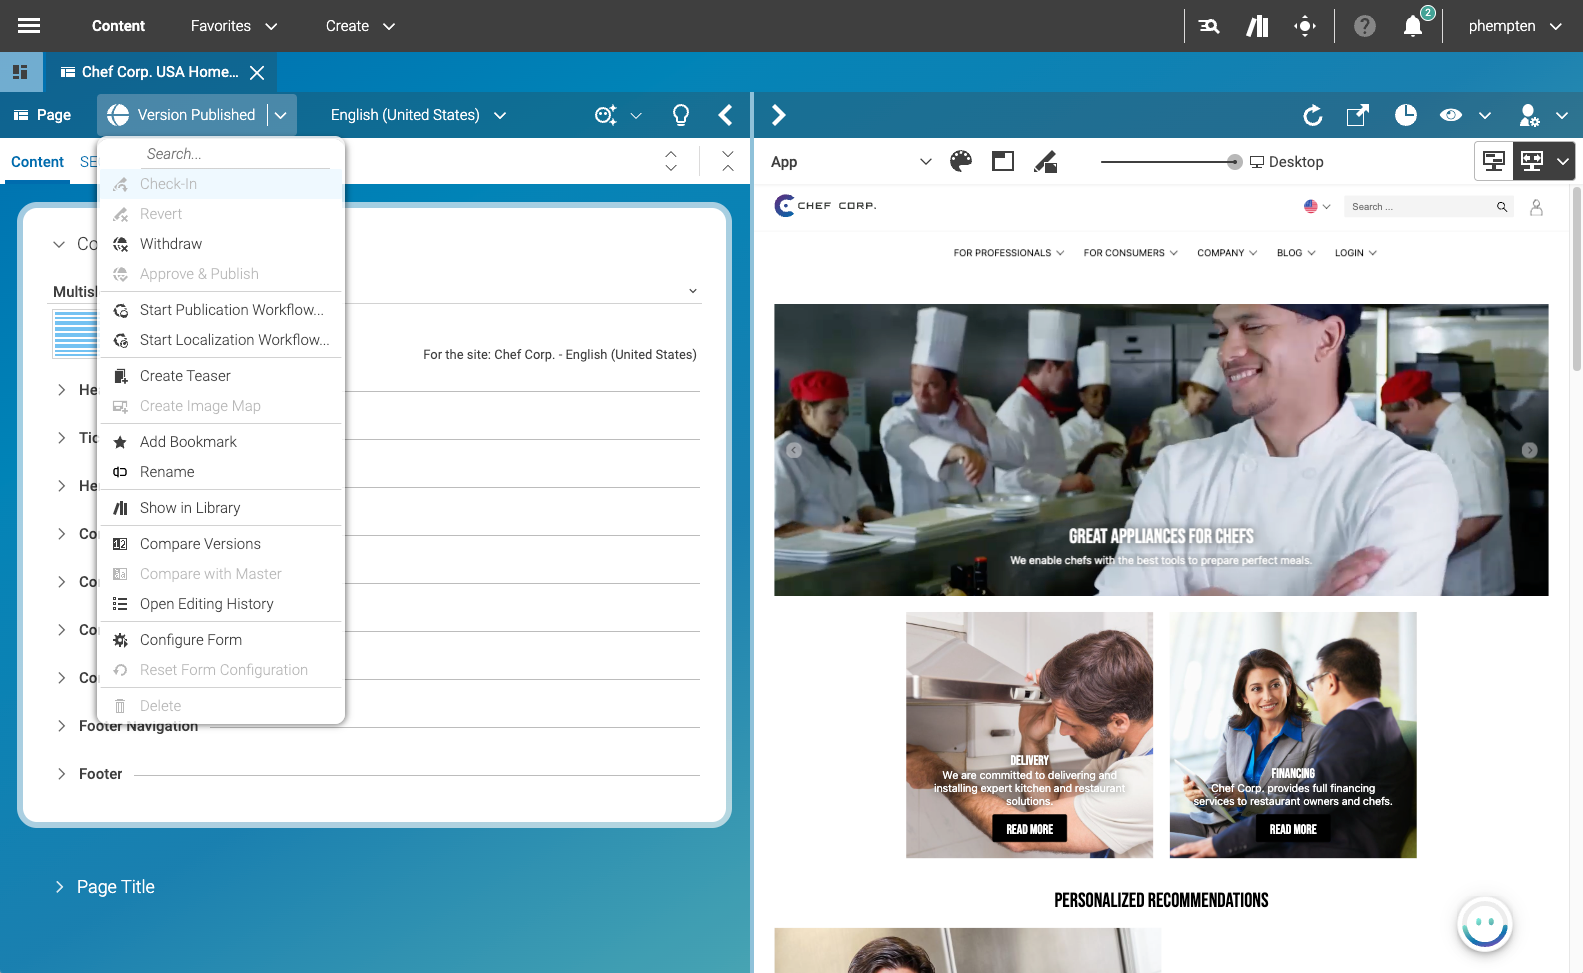 Content
Favorites
Create
2
phempten
Chef Corp. USA Home...
Page
Version Published
English (United States)
Content
SE
Search...
Check-In
Revert
Withdraw
Approve & Publish
Start Publication Workflow...
Start Localization Workflow...
Create Teaser
Create Image Map
Add Bookmark
Rename
Show in Library
Compare Versions
Compare with Master
Open Editing History
Configure Form
Reset Form Configuration
Delete
Co
Multis
For the site: Chef Corp. - English (United States)
He
Tic
He
Co
Co
Co
Co
Footer Navigation
Footer
Page Title
App
Desktop
CHEF CORP.
Search ...
FOR PROFESSIONALS
FOR CONSUMERS
COMPANY
BLOG
LOGIN
GREAT APPLIANCES FOR CHEFS
We enable chefs with the best tools to prepare perfect meals.
DELIVERY
We are committed to delivering and
installing expert kitchen and restaurant
solutions.
READ MORE
FINANCING
Chef Corp. provides full financing
services to restaurant owners and chefs.
READ MORE
PERSONALIZED RECOMMENDATIONS